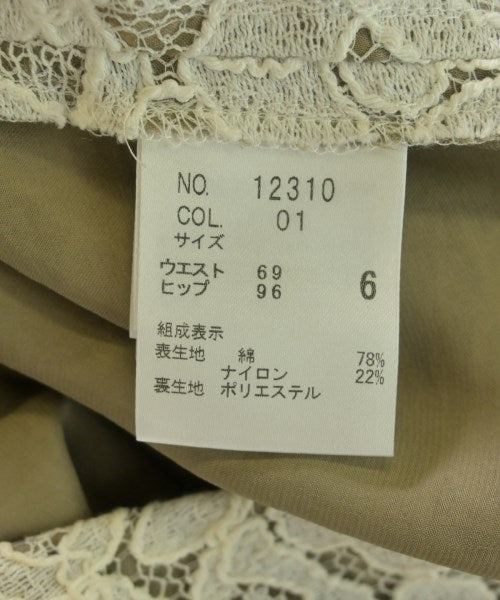 NO. 12310
COL. 01
サイズ
ウエスト 69
ヒップ 96 6
組成表示
表生地 綿 78%
ナイロン 22%
裏生地 ポリエステル